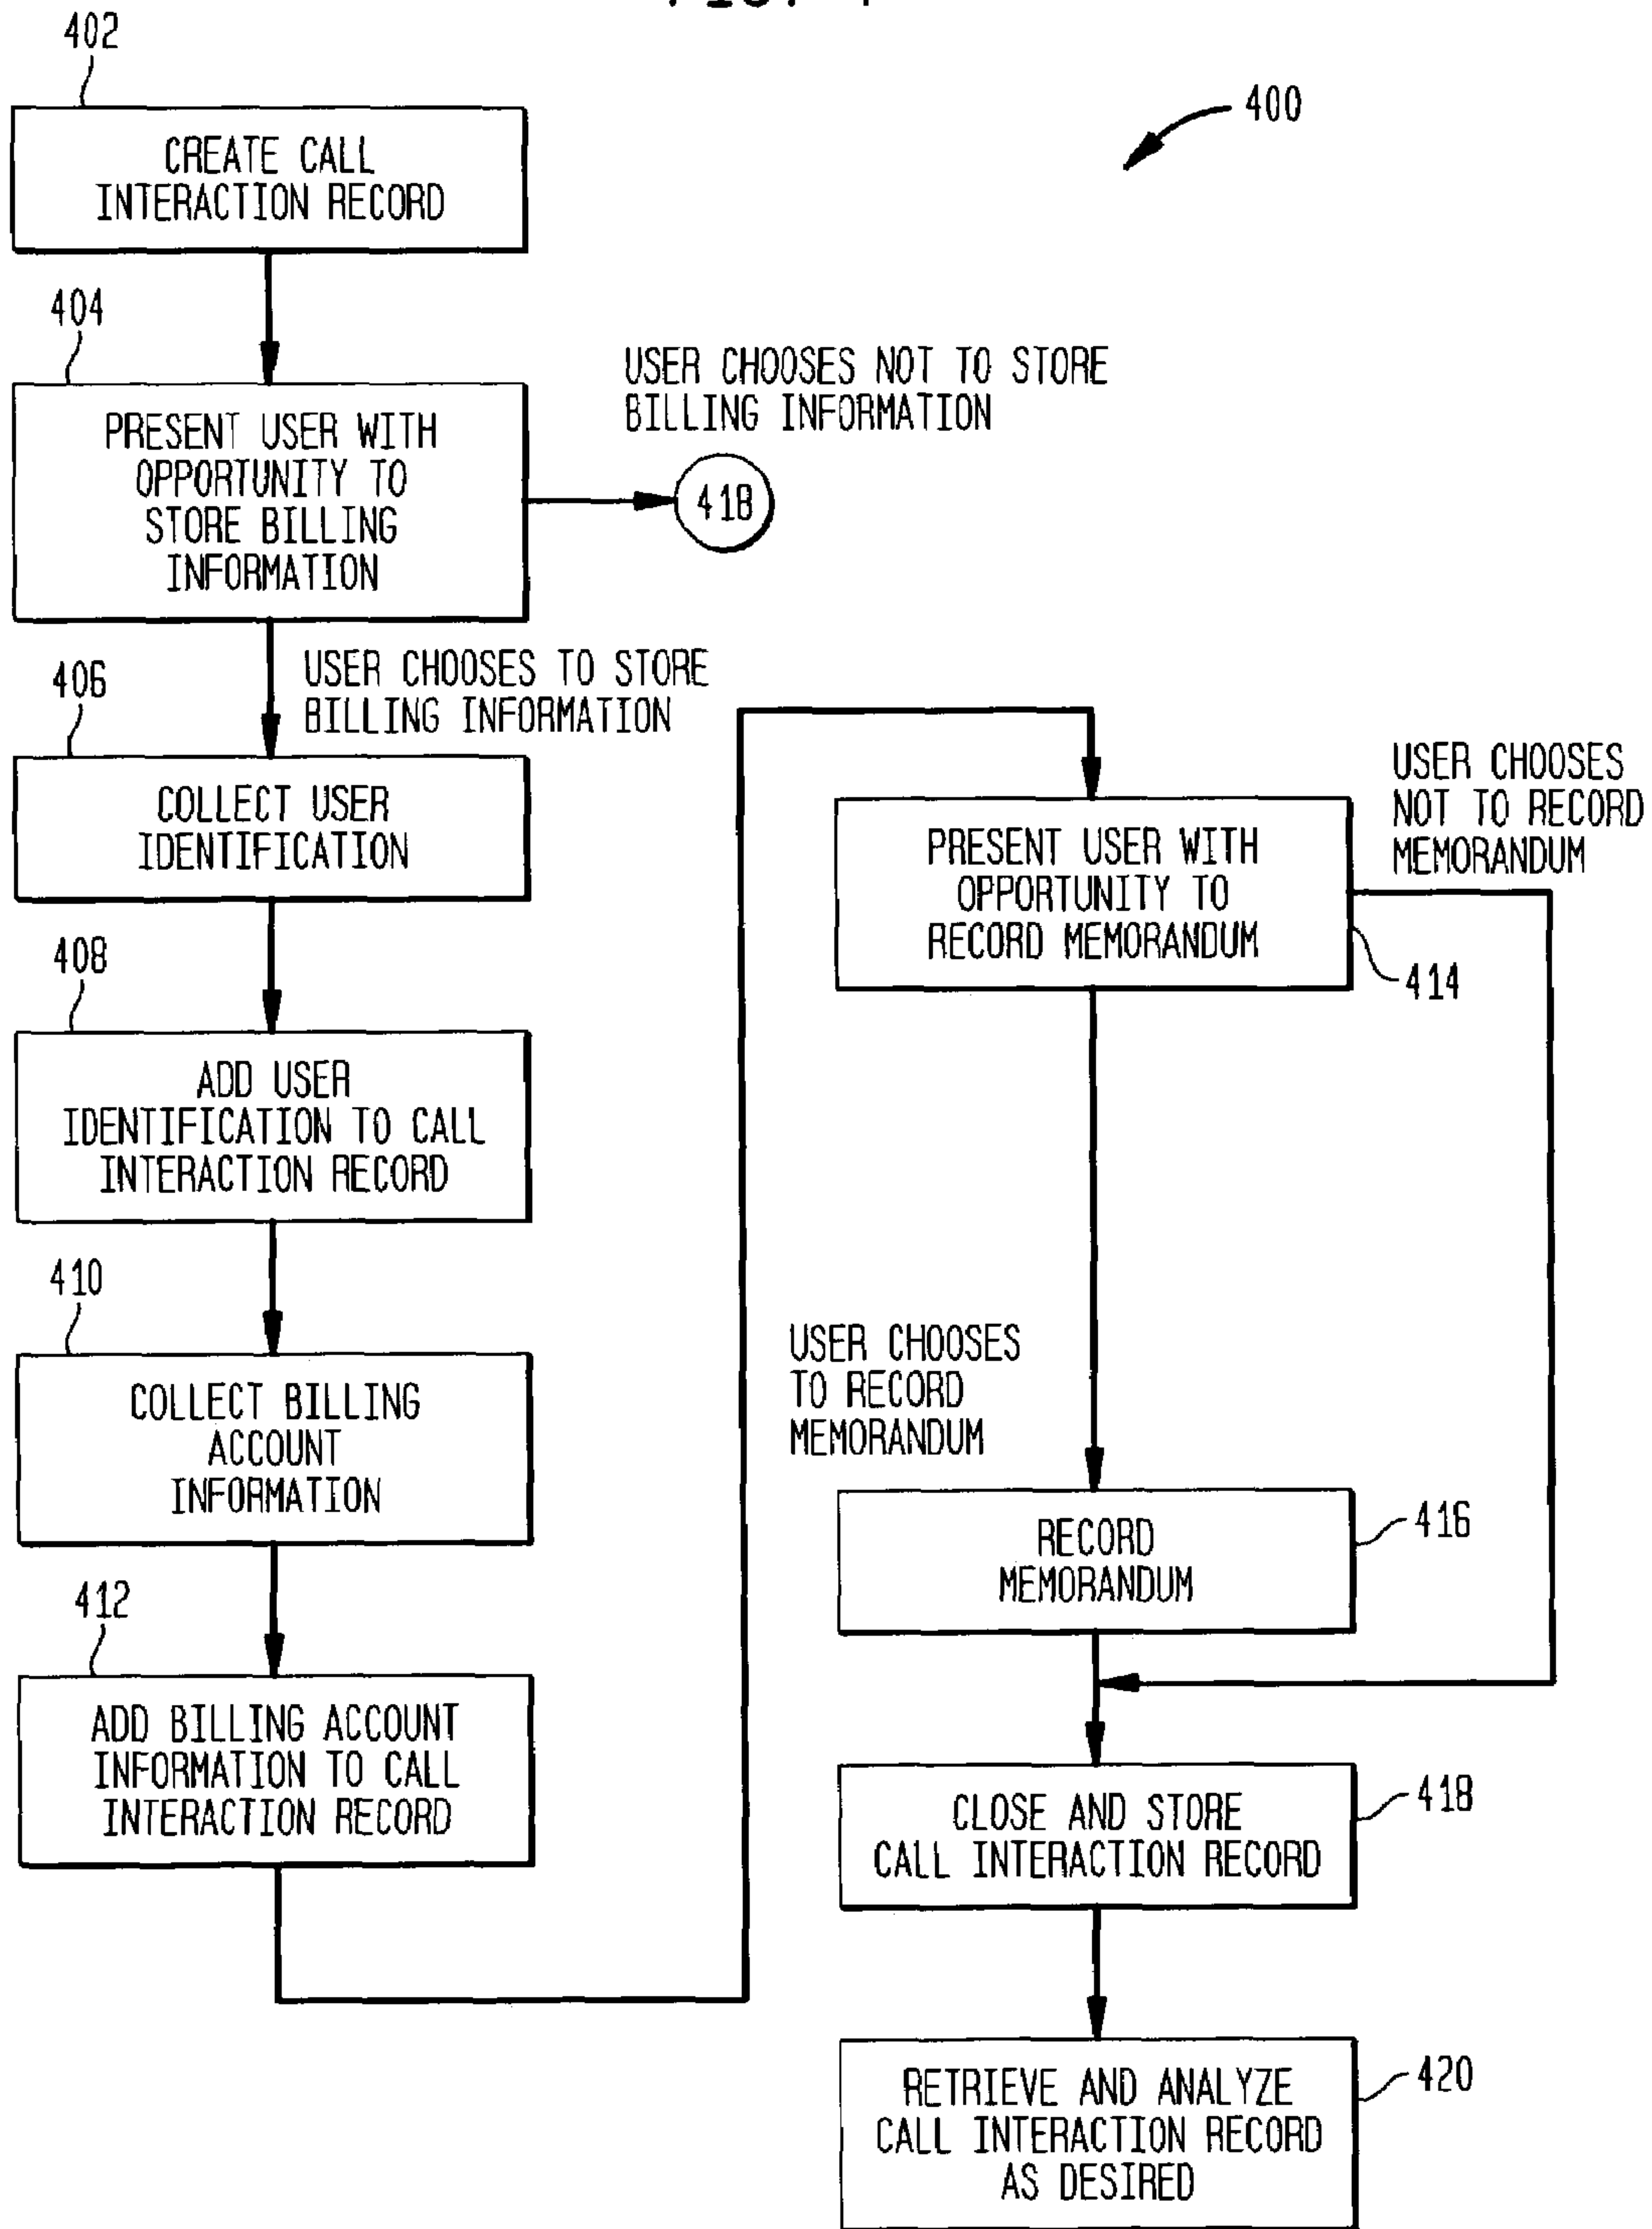 402
400
CREATE CALL
INTERACTION RECORD
404
USER CHOOSES NOT TO STORE
BILLING INFORMATION
PRESENT USER WITH
OPPORTUNITY TO
STORE BILLING
INFORMATION
418
USER CHOOSES TO STORE
BILLING INFORMATION
406
COLLECT USER
IDENTIFICATION
408
ADD USER
IDENTIFICATION TO CALL
INTERACTION RECORD
410
COLLECT BILLING
ACCOUNT
INFORMATION
412
ADD BILLING ACCOUNT
INFORMATION TO CALL
INTERACTION RECORD
USER CHOOSES
NOT TO RECORD
MEMORANDUM
PRESENT USER WITH
OPPORTUNITY TO
RECORD MEMORANDUM
414
USER CHOOSES
TO RECORD
MEMORANDUM
RECORD
MEMORANDUM
416
CLOSE AND STORE
CALL INTERACTION RECORD
418
RETRIEVE AND ANALYZE
CALL INTERACTION RECORD
AS DESIRED
420